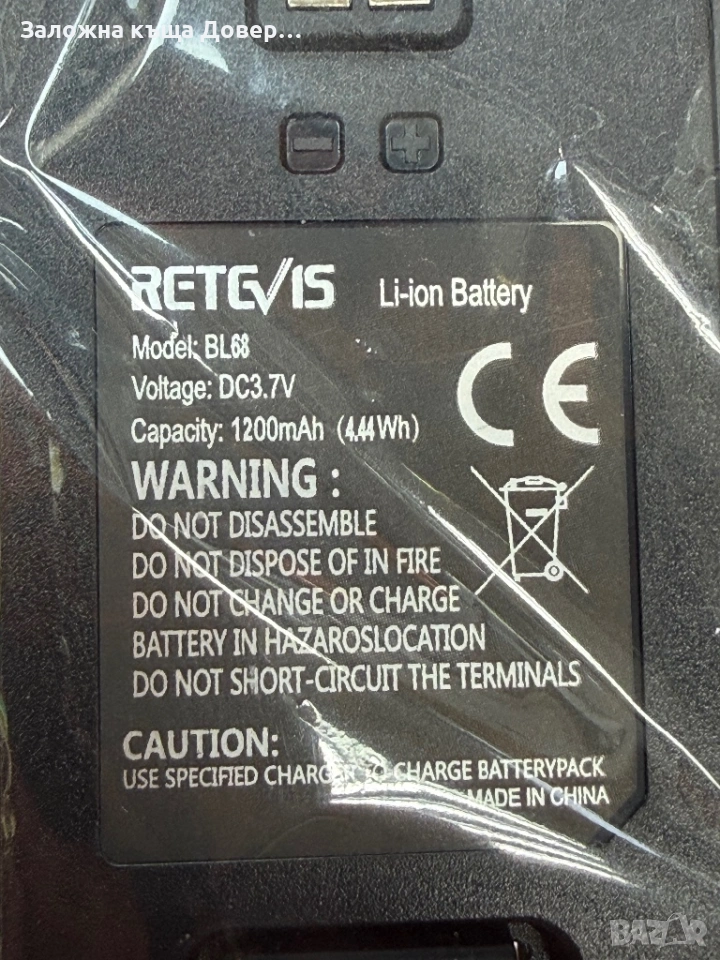 Заложна къща Довер...
RETEVIS Li-ion Battery
Model: BL68
Voltage: DC3.7V
Capacity: 1200mAh (4.44Wh)
CE
WARNING :
DO NOT DISASSEMBLE
DO NOT DISPOSE OF IN FIRE
DO NOT CHANGE OR CHARGE
BATTERY IN HAZAROSLOCATION
DO NOT SHORT-CIRCUIT THE TERMINALS
CAUTION:
USE SPECIFIED CHARGER TO CHARGE BATTERYPACK
MADE IN CHINA
BAZAR